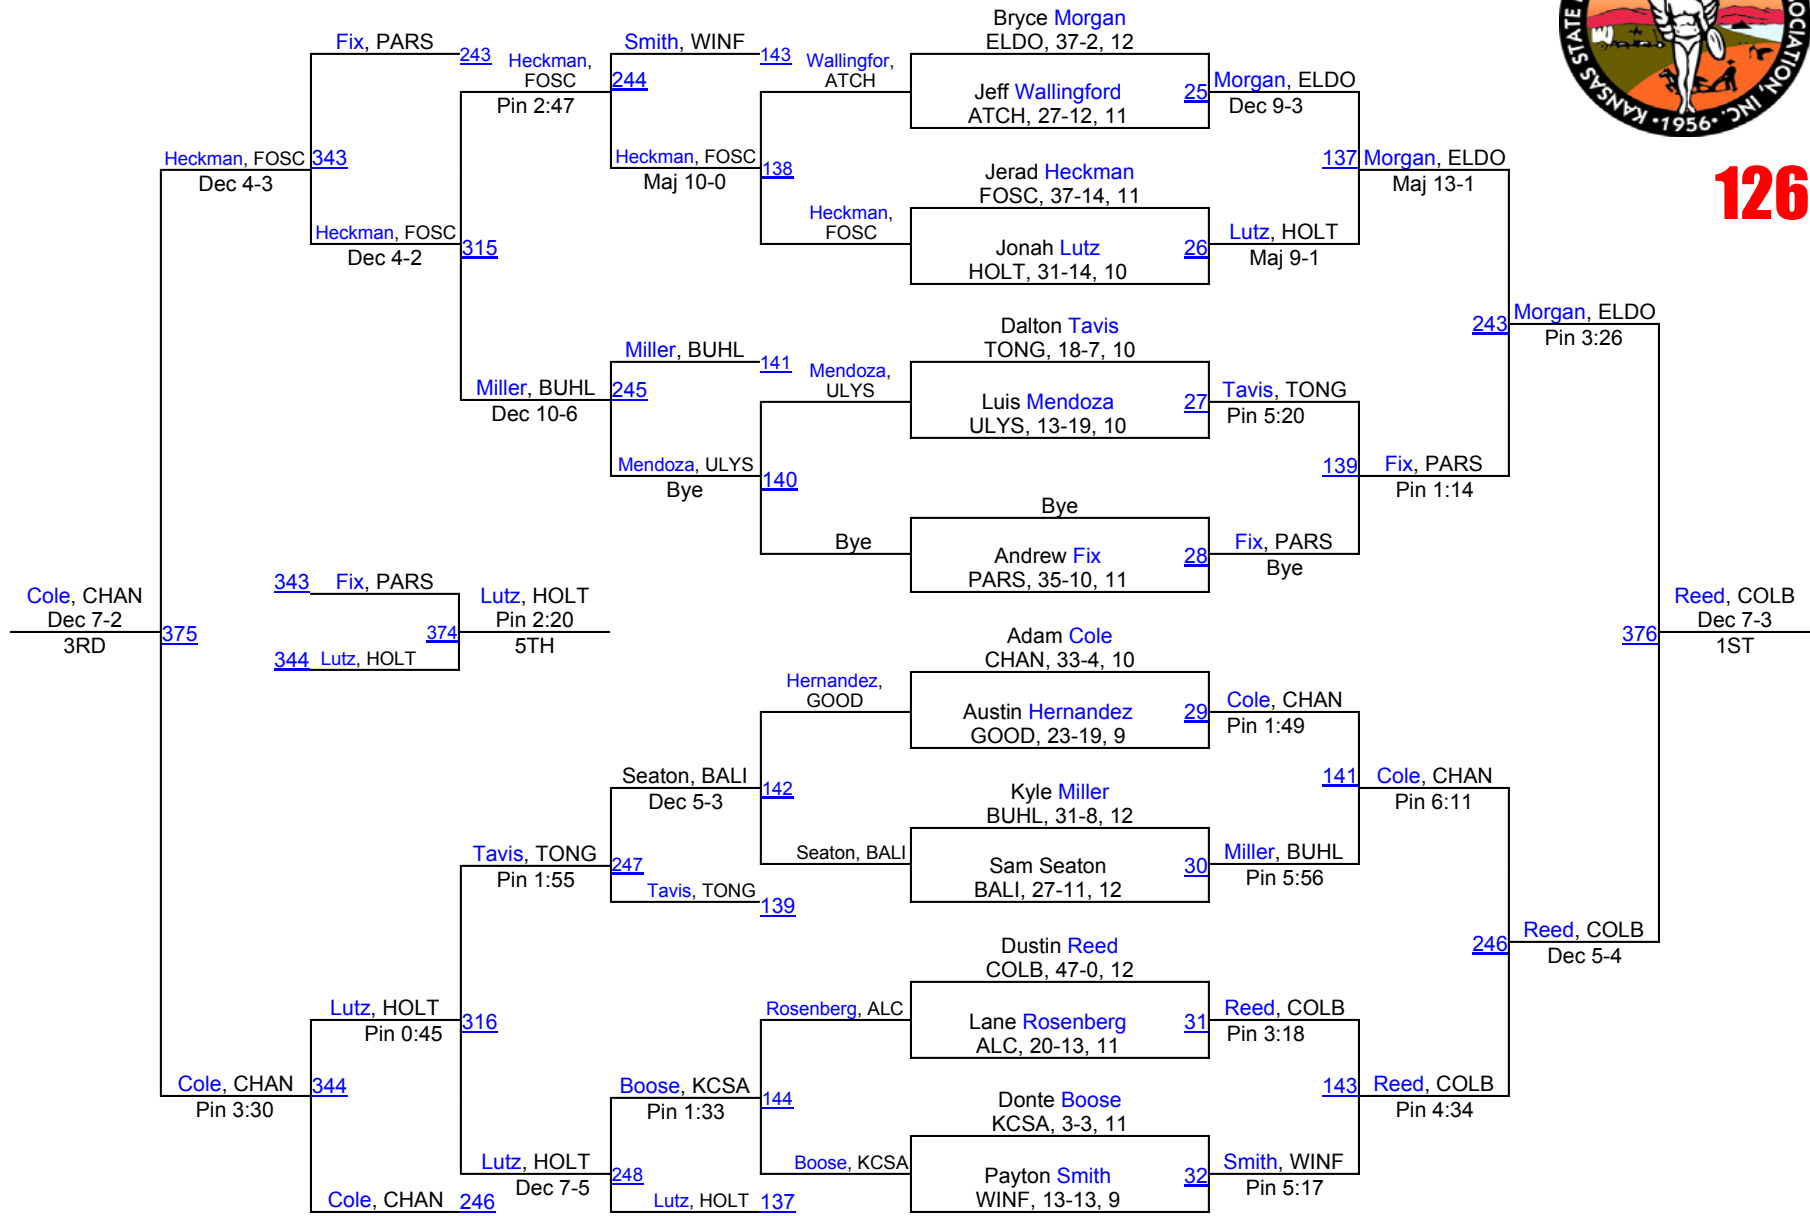 Fix, PARS
243
Heckman,
FOSC
Pin 2:47
244
Smith, WINF
143
Wallingfor,
ATCH
Bryce Morgan
ELDO, 37-2, 12
Jeff Wallingford
ATCH, 27-12, 11
25
Morgan, ELDO
Dec 9-3
KANSAS STATE
OCIATION, INC.
·1956·
126
Heckman, FOSC
Dec 4-3
343
Heckman, FOSC
Maj 10-0
138
Jerad Heckman
FOSC, 37-14, 11
137
Morgan, ELDO
Maj 13-1
Heckman, FOSC
Dec 4-2
315
Heckman,
FOSC
Jonah Lutz
HOLT, 31-14, 10
26
Lutz, HOLT
Maj 9-1
Dalton Tavis
TONG, 18-7, 10
243
Morgan, ELDO
Pin 3:26
Miller, BUHL
141
Miller, BUHL
Dec 10-6
245
Mendoza,
ULYS
Luis Mendoza
ULYS, 13-19, 10
27
Tavis, TONG
Pin 5:20
Mendoza, ULYS
Bye
140
139
Fix, PARS
Pin 1:14
Bye
Bye
Andrew Fix
PARS, 35-10, 11
28
Fix, PARS
Bye
Cole, CHAN
Dec 7-2
3RD
375
343
Fix, PARS
344
Lutz, HOLT
374
Lutz, HOLT
Pin 2:20
5TH
376
Reed, COLB
Dec 7-3
1ST
Adam Cole
CHAN, 33-4, 10
Hernandez,
GOOD
Austin Hernandez
GOOD, 23-19, 9
29
Cole, CHAN
Pin 1:49
Seaton, BALI
Dec 5-3
142
Kyle Miller
BUHL, 31-8, 12
141
Cole, CHAN
Pin 6:11
Tavis, TONG
Pin 1:55
247
Tavis, TONG
139
Seaton, BALI
Sam Seaton
BALI, 27-11, 12
30
Miller, BUHL
Pin 5:56
Dustin Reed
COLB, 47-0, 12
246
Reed, COLB
Dec 5-4
Lutz, HOLT
Pin 0:45
316
Rosenberg, ALC
Lane Rosenberg
ALC, 20-13, 11
31
Reed, COLB
Pin 3:18
Cole, CHAN
Pin 3:30
344
Boose, KCSA
Pin 1:33
144
Donte Boose
KCSA, 3-3, 11
143
Reed, COLB
Pin 4:34
Lutz, HOLT
Dec 7-5
248
Boose, KCSA
Payton Smith
WINF, 13-13, 9
32
Smith, WINF
Pin 5:17
Cole, CHAN
246
Lutz, HOLT
137